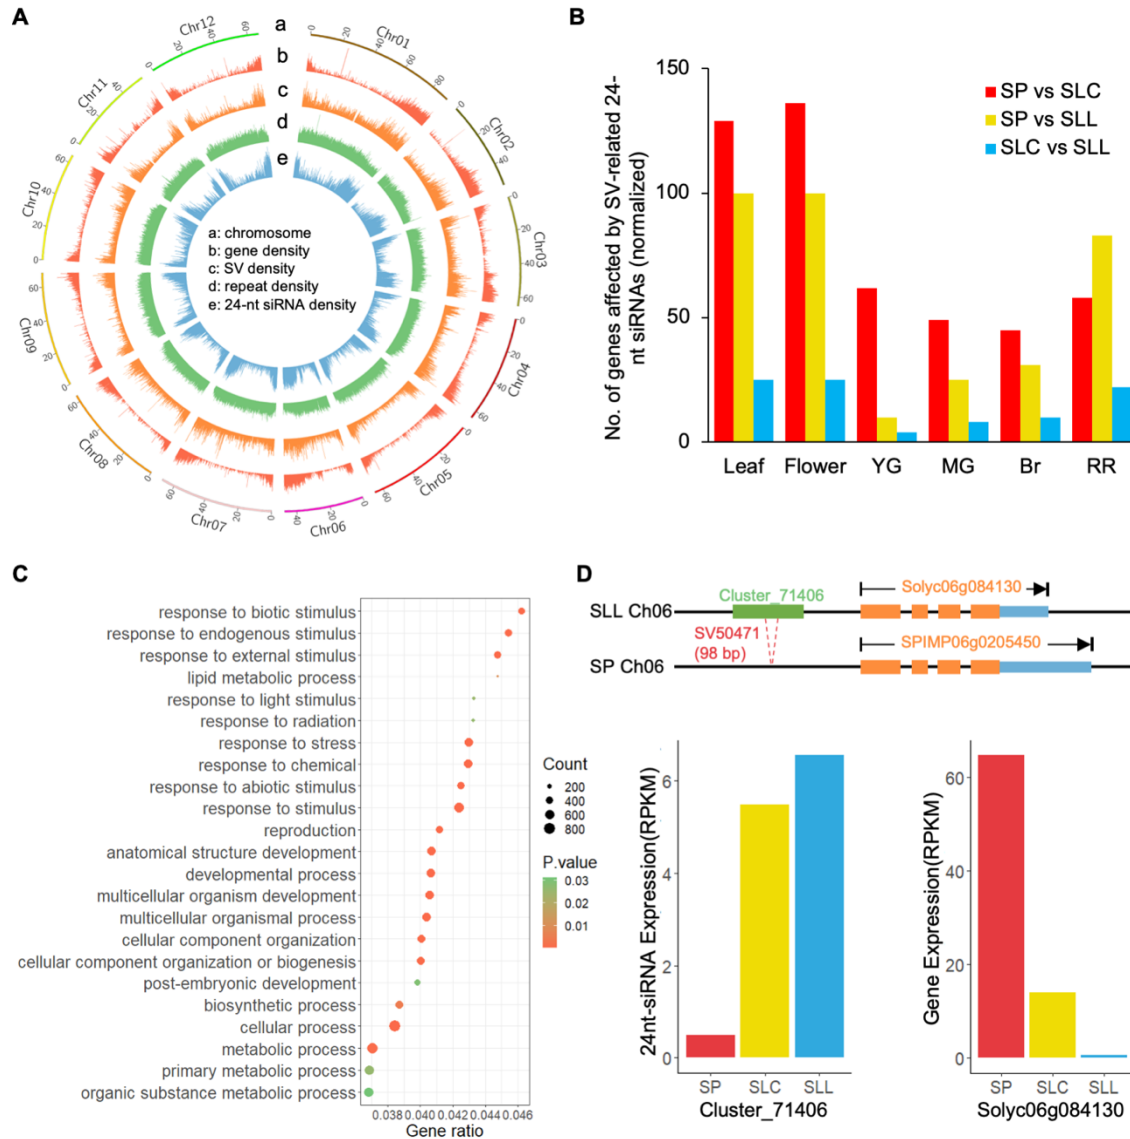 A
a
b
c
d
e
Chr01
Chr02
Chr03
Chr04
Chr05
Chr06
Chr07
Chr08
Chr09
Chr10
Chr11
Chr12
a: chromosome
b: gene density
c: SV density
d: repeat density
e: 24-nt siRNA density
B
No. of genes affected by SV-related 24-
nt siRNAs (normalized)
150
100
50
0
SP vs SLC
SP vs SLL
SLC vs SLL
Leaf Flower YG MG Br RR
C
response to biotic stimulus
response to endogenous stimulus
response to external stimulus
lipid metabolic process
response to light stimulus
response to radiation
response to stress
response to chemical
response to abiotic stimulus
response to stimulus
reproduction
anatomical structure development
developmental process
multicellular organism development
multicellular organismal process
cellular component organization
cellular component organization or biogenesis
post-embryonic development
biosynthetic process
cellular process
metabolic process
primary metabolic process
organic substance metabolic process
0.038 0.040 0.042 0.044 0.046
Gene ratio
Count
200
400
600
800
P.value
0.03
0.02
0.01
D
Cluster_71406
Solyc06g084130
SLL Ch06
SV50471
(98 bp)
SPIMP06g0205450
SP Ch06
24nt-siRNA Expression(RPKM)
6
4
2
0
SP SLC SLL
Cluster_71406
Gene Expression(RPKM)
60
40
20
0
SP SLC SLL
Solyc06g084130